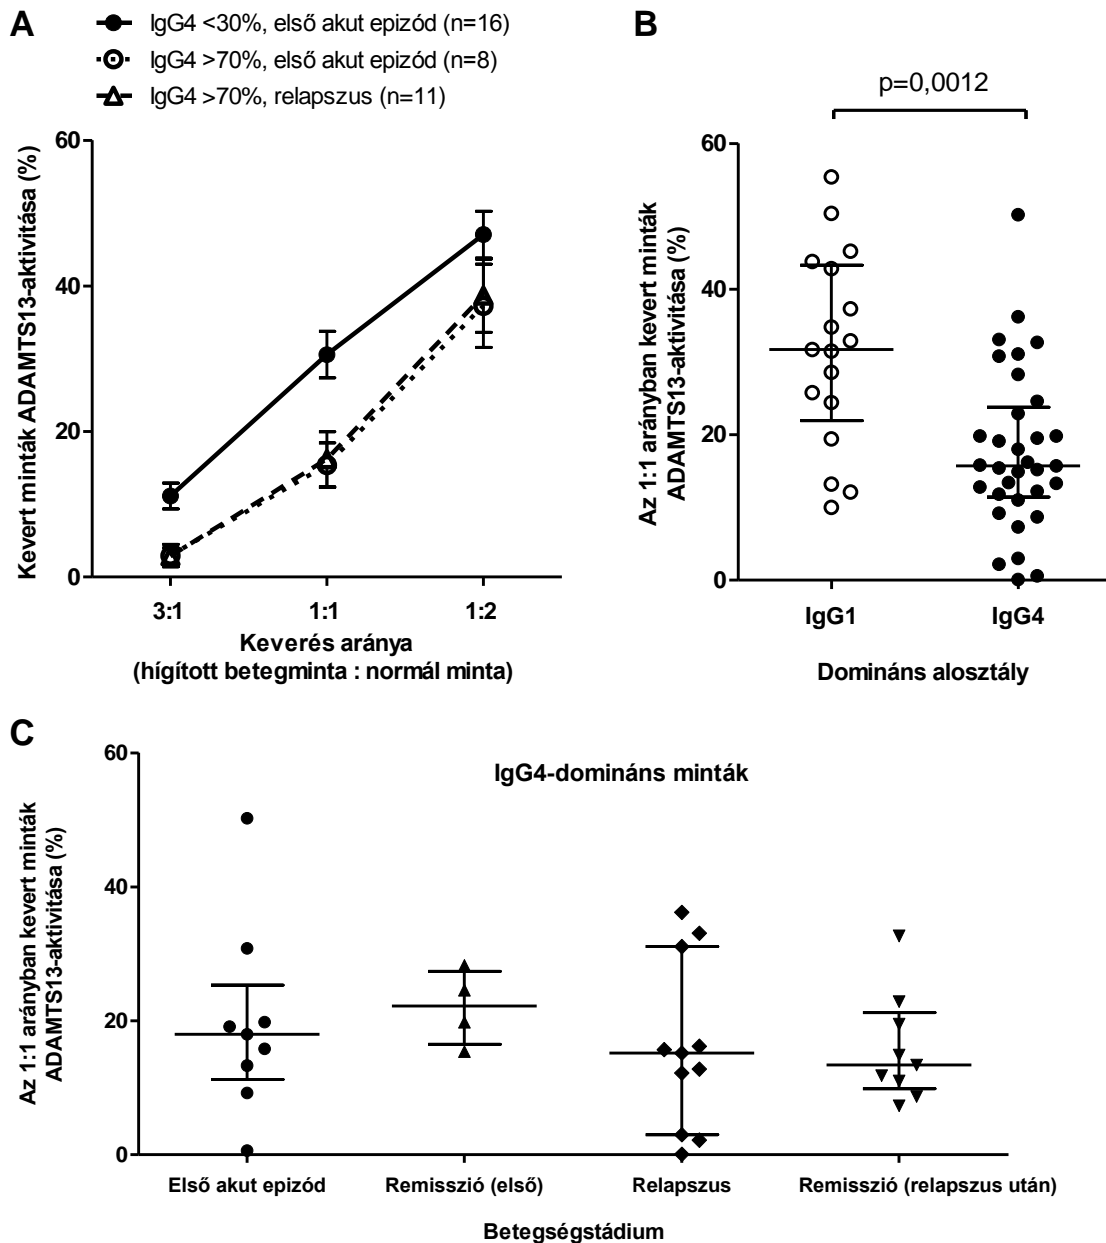 A
IgG4 <30%, első akut epizód (n=16)
IgG4 >70%, első akut epizód (n=8)
IgG4 >70%, relapszus (n=11)
Kevert minták ADAMTS13-aktivitása (%)
60
40
20
0
3:1
1:1
1:2
Keverés aránya
(hígított betegminta : normál minta)
B
p=0,0012
Az 1:1 arányban kevert minták
ADAMTS13-aktivitása (%)
60
40
20
0
IgG1
IgG4
Domináns alosztály
C
IgG4-domináns minták
Az 1:1 arányban kevert minták
ADAMTS13-aktivitása (%)
60
40
20
0
Első akut epizód
Remisszió (első)
Relapszus
Remisszió (relapszus után)
Betegségstádium